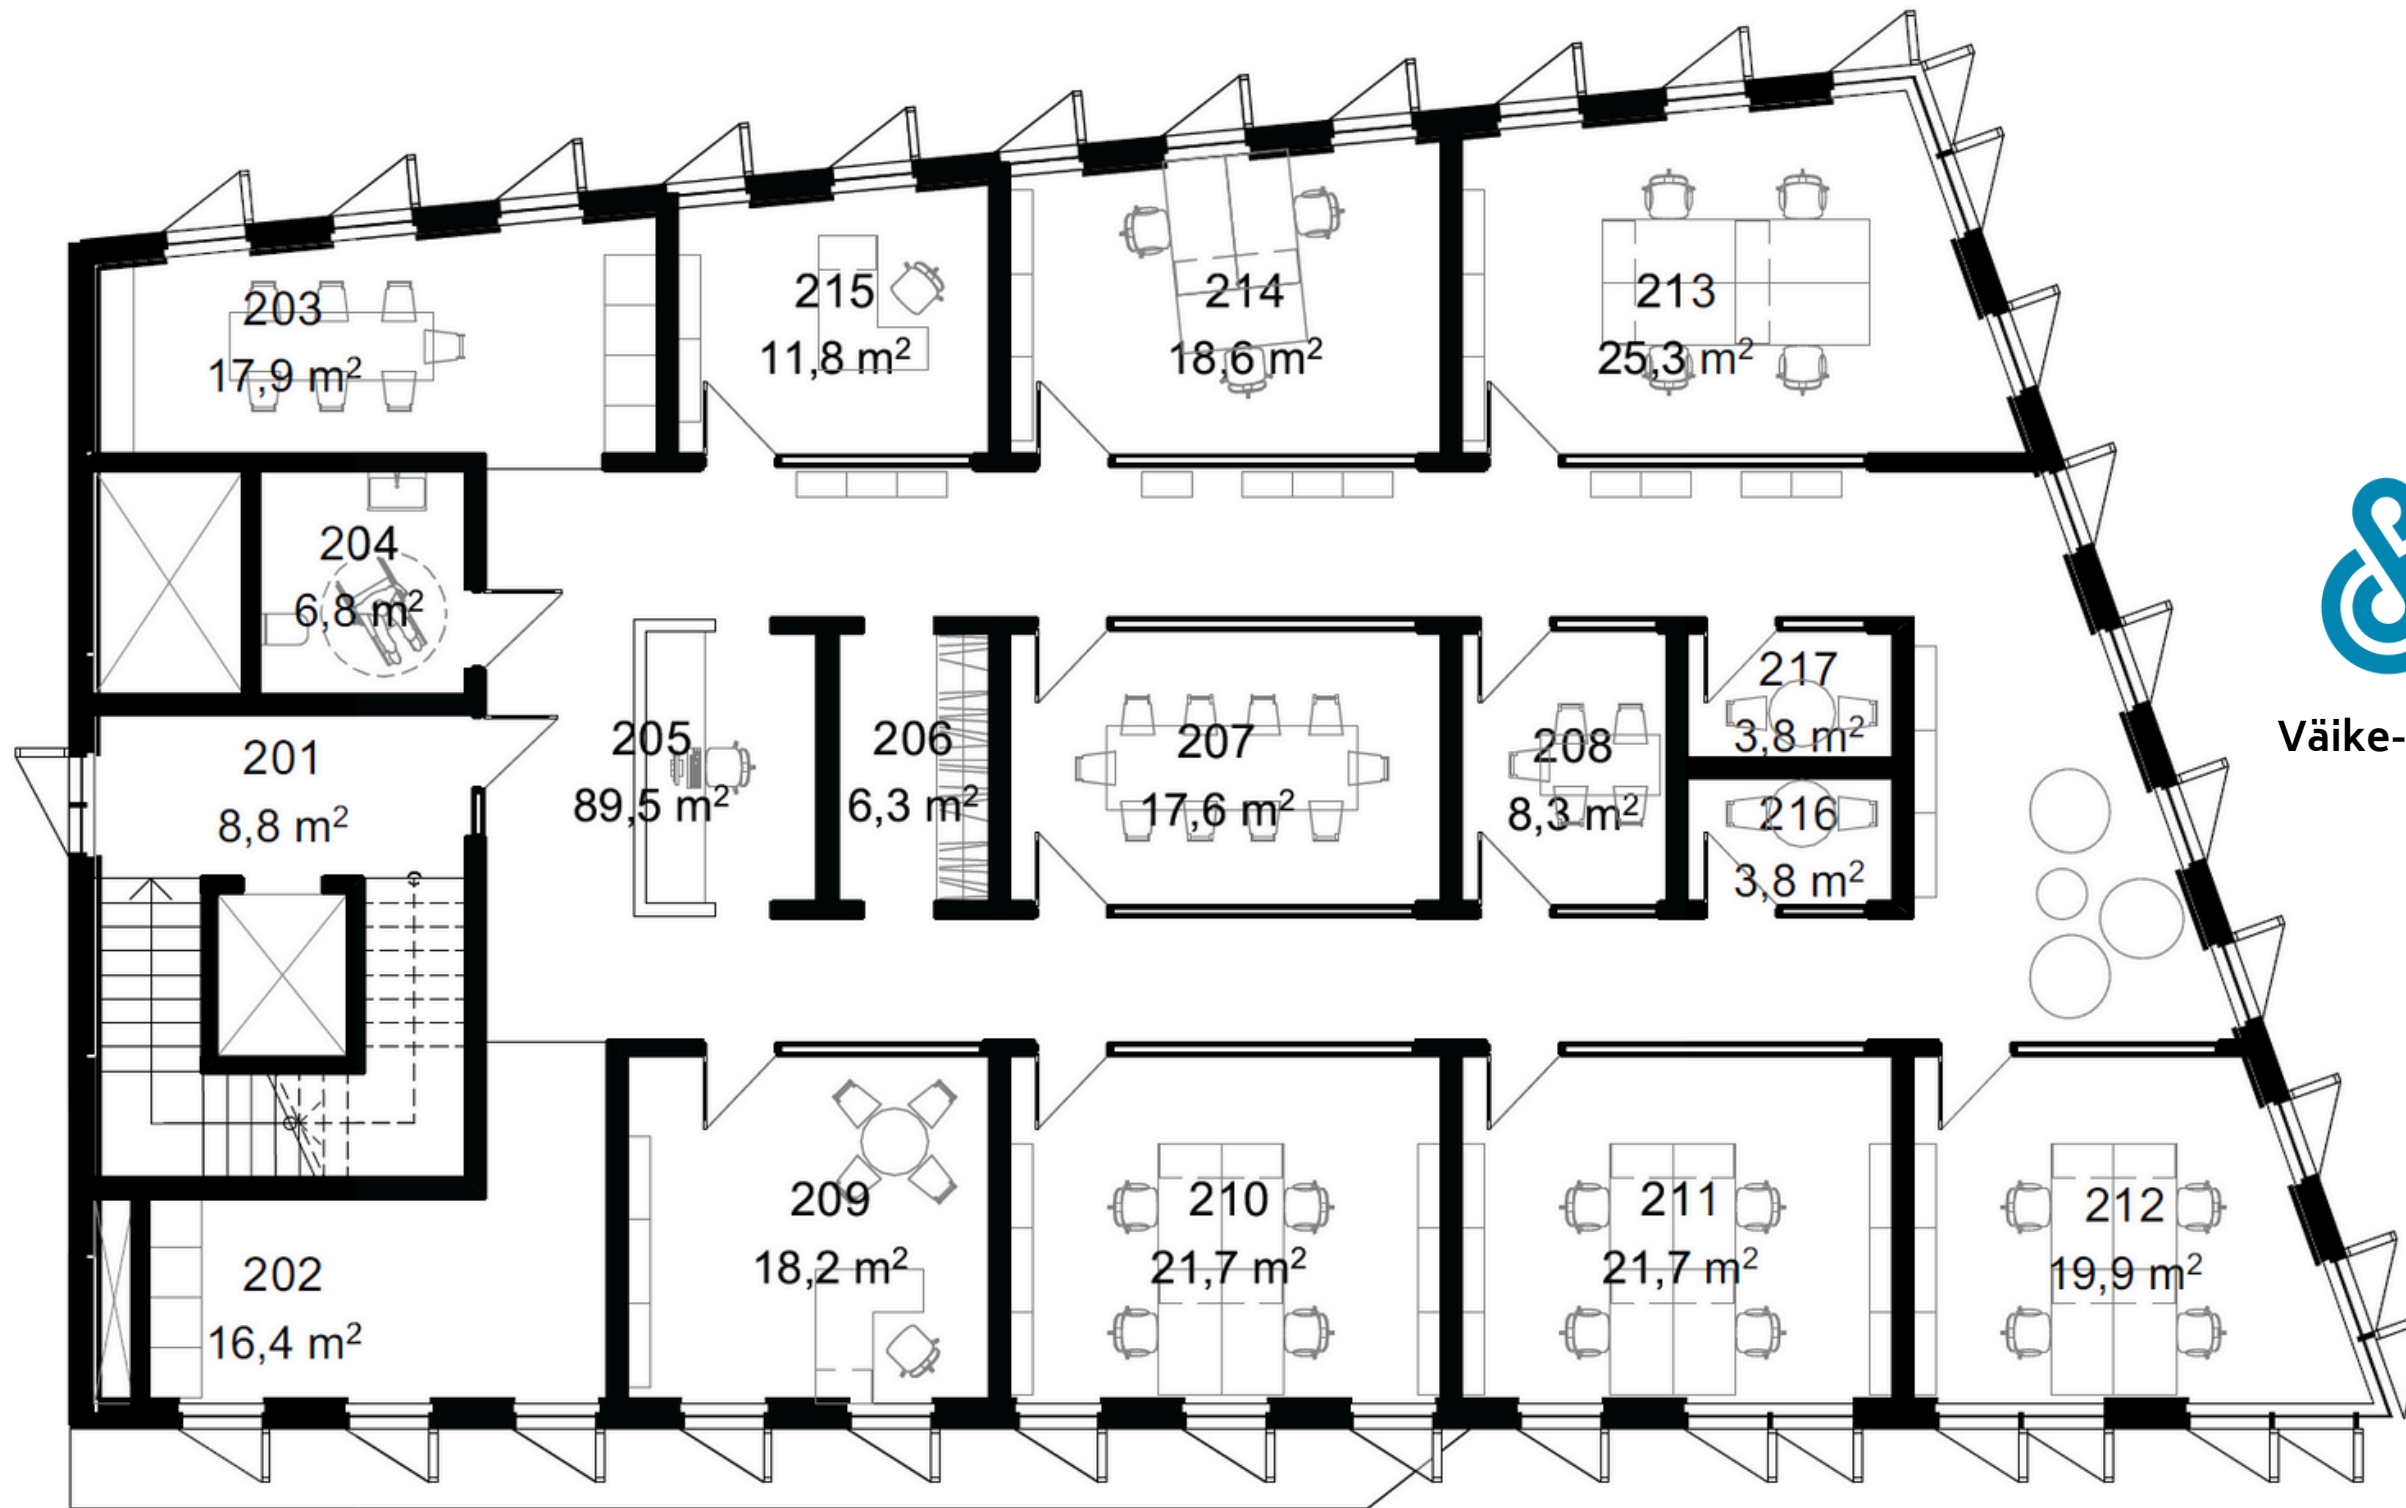 203
17,9 m²
215
11,8 m²
214
18,6 m²
213
25,3 m²
204
6,8 m²
201
8,8 m²
205
89,5 m²
206
6,3 m²
207
17,6 m²
208
8,3 m²
217
3,8 m²
216
3,8 m²
Väike-
202
16,4 m²
209
18,2 m²
210
21,7 m²
211
21,7 m²
212
19,9 m²